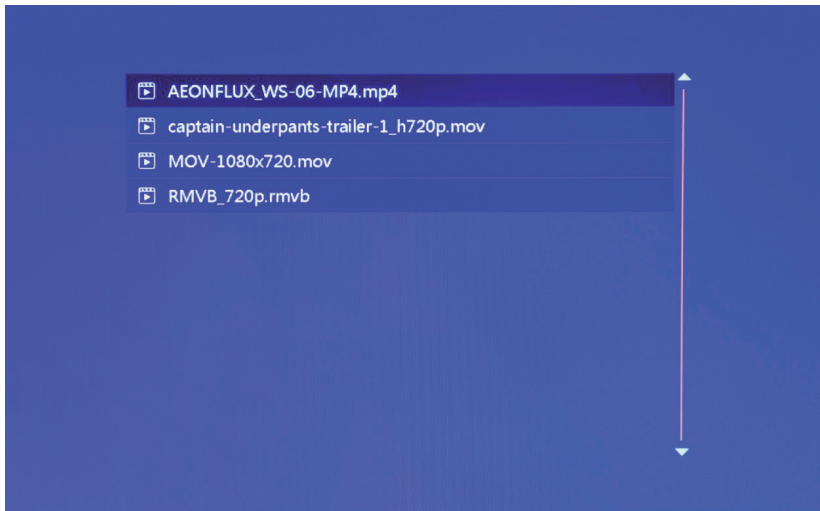 AEONFLUX_WS-06-MP4.mp4
captain-underpants-trailer-1_h720p.mov
MOV-1080x720.mov
RMVB_720p.rmvb